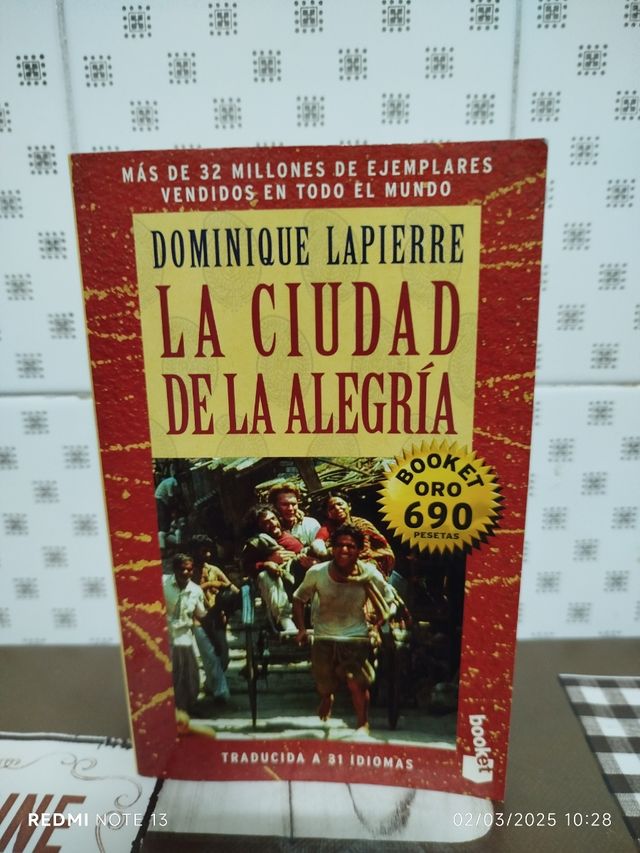 MÁS DE 32 MILLONES DE EJEMPLARES
VENDIDOS EN TODO EL MUNDO
DOMINIQUE LAPIERRE
LA CIUDAD
DE LA ALEGRÍA
BOOKET
ORO
690
PESETAS
booket
TRADUCIDA A 31 IDIOMAS
REDMI NOTE 13
02/03/2025 10:28